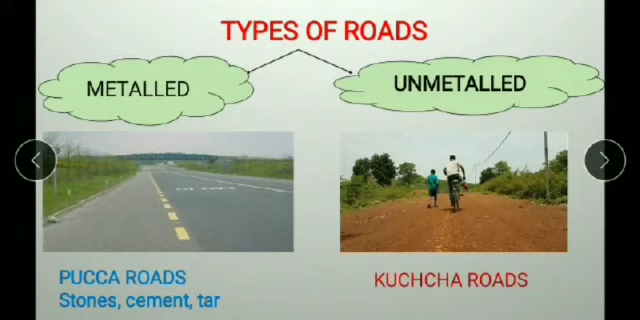 TYPES OF ROADS
METALLED
UNMETALLED
PUCCA ROADS
Stones, cement, tar
KUCHCHA ROADS